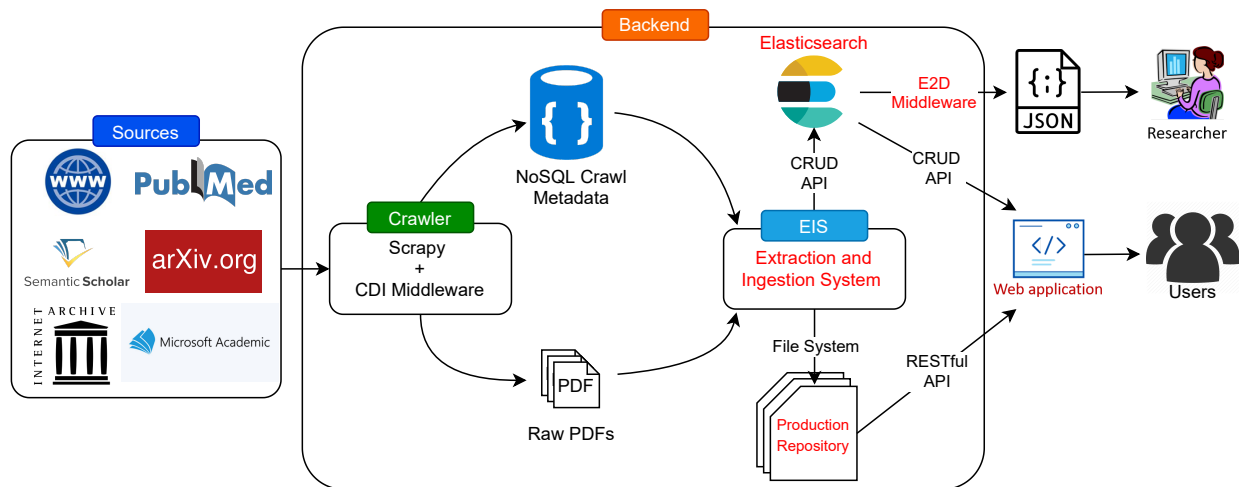 Backend
Sources
WWW
PubMed
Semantic Scholar
arXiv.org
INTERNET
ARCHIVE
Microsoft Academic
Crawler
Scrapy
+
CDI Middleware
{ }
NoSQL Crawl
Metadata
PDF
Raw PDFs
Elasticsearch
CRUD
API
EIS
Extraction and
Ingestion System
File System
Production
Repository
E2D
Middleware
{;}
JSON
Researcher
CRUD
API
</>
Web application
RESTful
API
Users